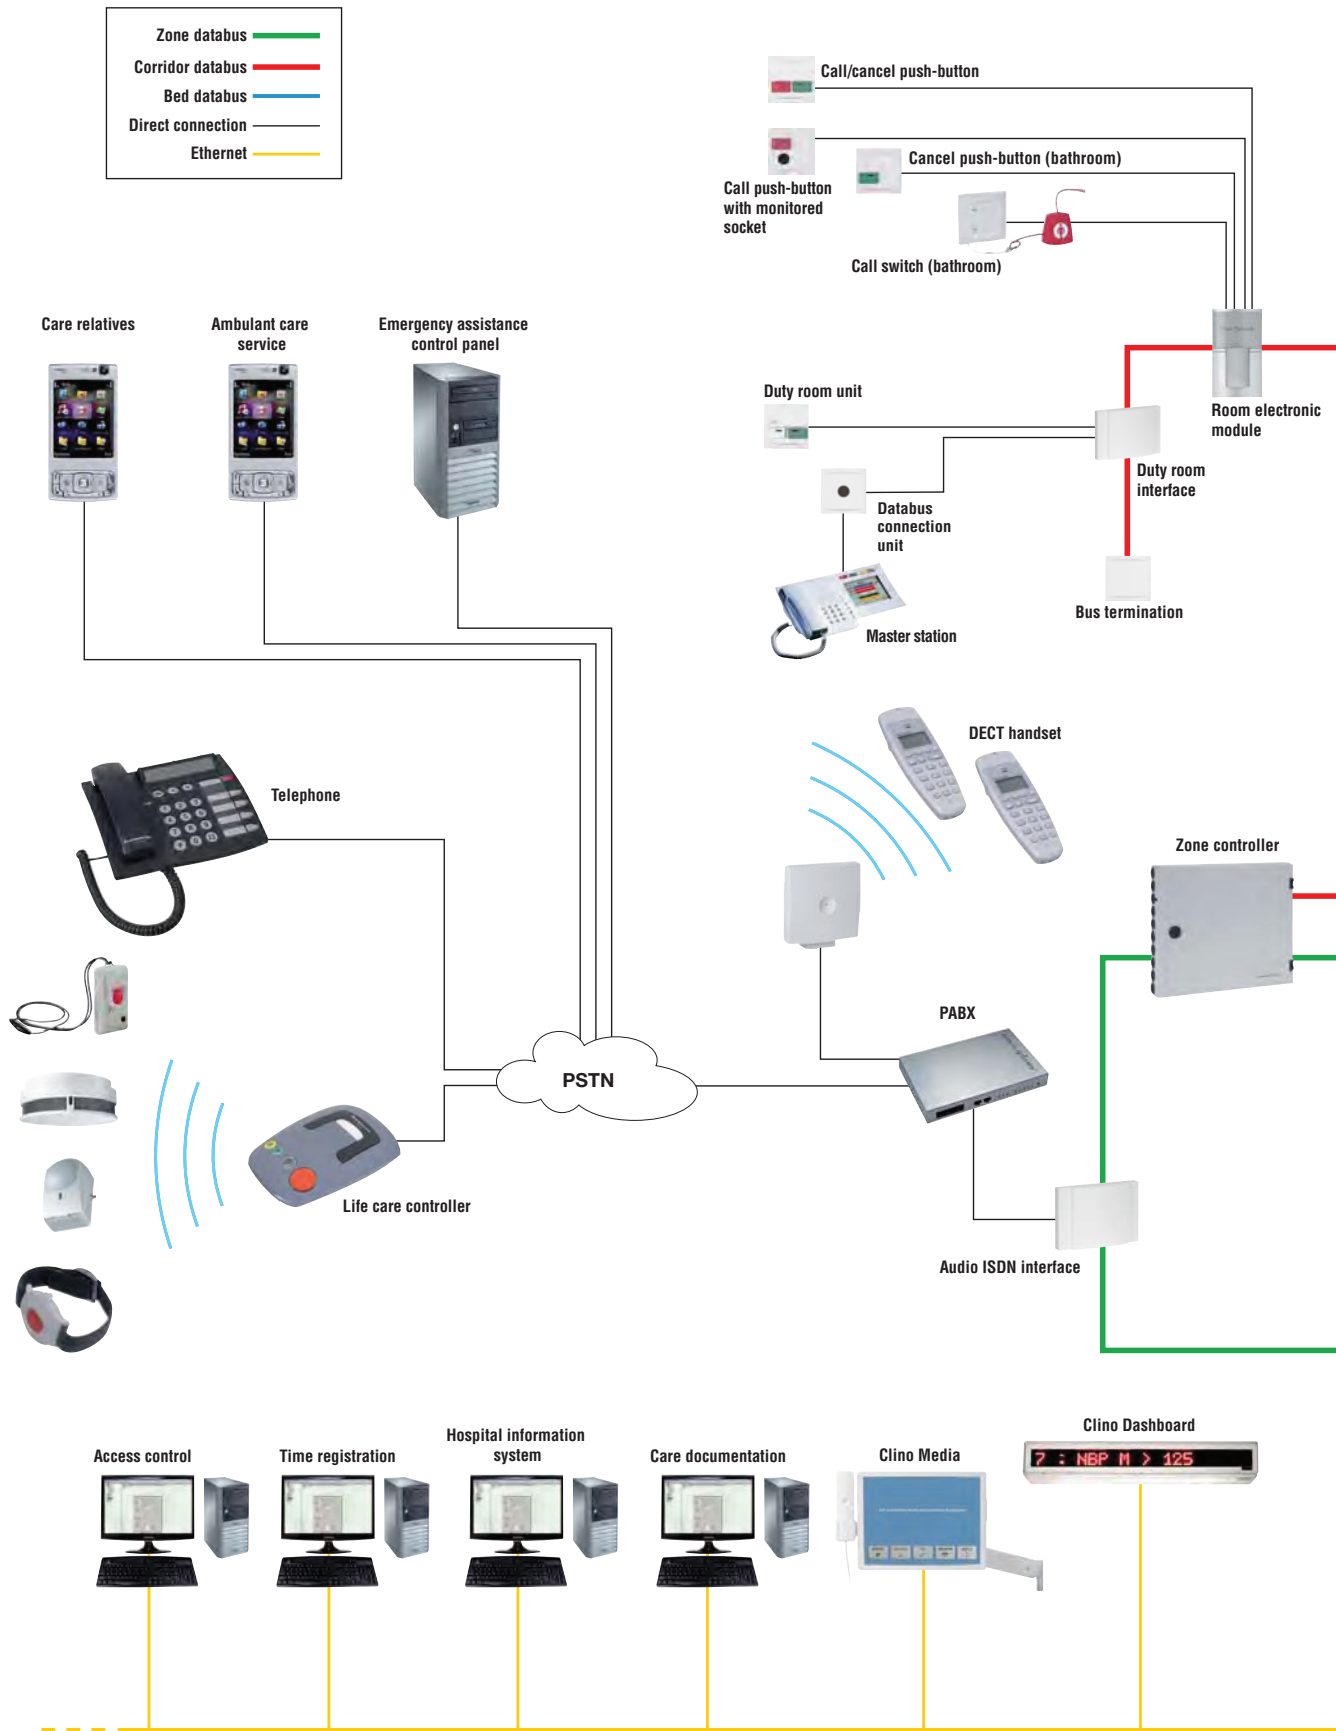 Zone databus
Corridor databus
Bed databus
Direct connection
Ethernet
Call/cancel push-button
Cancel push-button (bathroom)
Call push-button
with monitored
socket
Call switch (bathroom)
Care relatives
Ambulant care
service
Emergency assistance
control panel
Duty room unit
Room electronic
module
Duty room
interface
Databus
connection
unit
Bus termination
Master station
DECT handset
Telephone
Zone controller
PABX
PSTN
Life care controller
Audio ISDN interface
Access control
Time registration
Hospital information
system
Care documentation
Clino Media
Clino Dashboard
7 : NBP M > 125